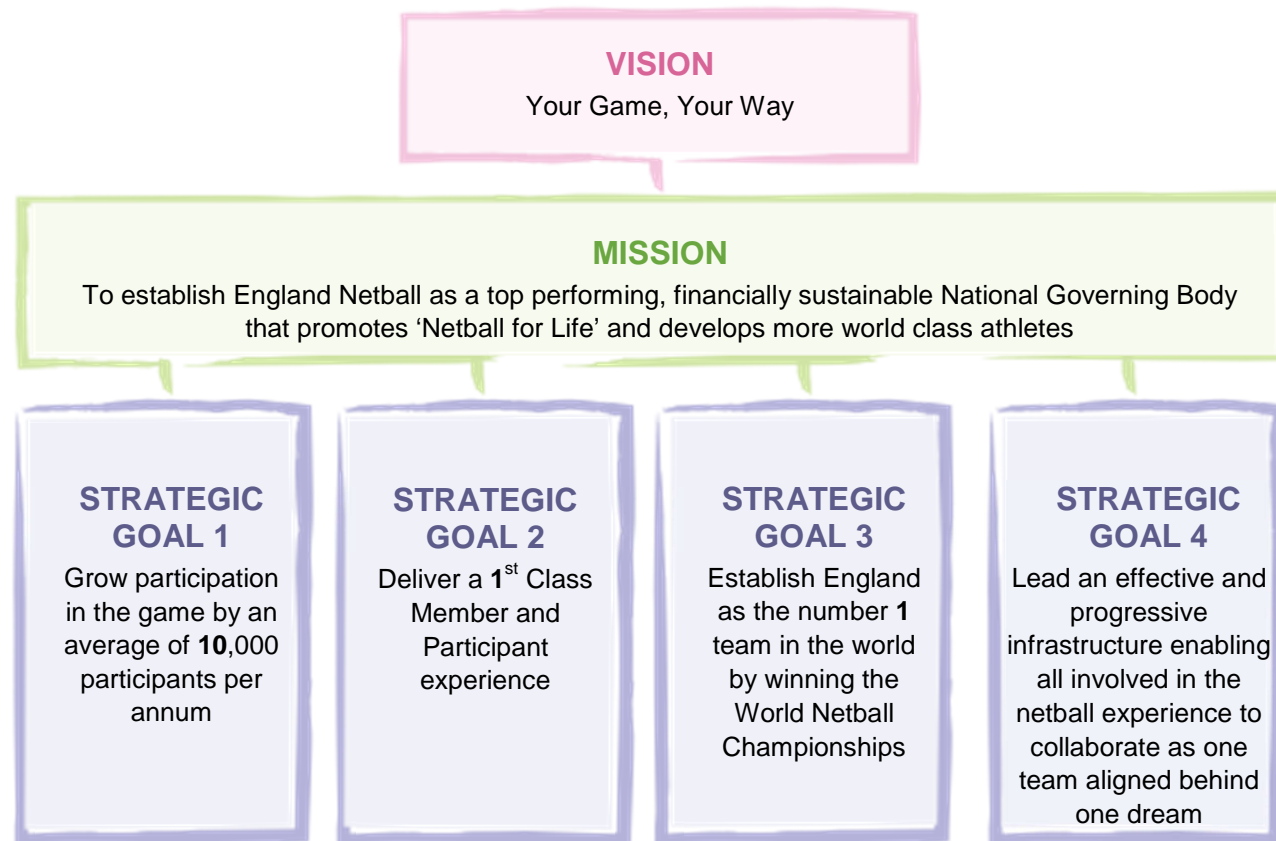 VISION
Your Game, Your Way
MISSION
To establish England Netball as a top performing, financially sustainable National Governing Body
that promotes ‘Netball for Life’ and develops more world class athletes
STRATEGIC
GOAL 1
Grow participation
in the game by an
average of 10,000
participants per
annum
STRATEGIC
GOAL 2
Deliver a 1st Class
Member and
Participant
experience
STRATEGIC
GOAL 3
Establish England
as the number 1
team in the world
by winning the
World Netball
Championships
STRATEGIC
GOAL 4
Lead an effective and
progressive
infrastructure enabling
all involved in the
netball experience to
collaborate as one
team aligned behind
one dream